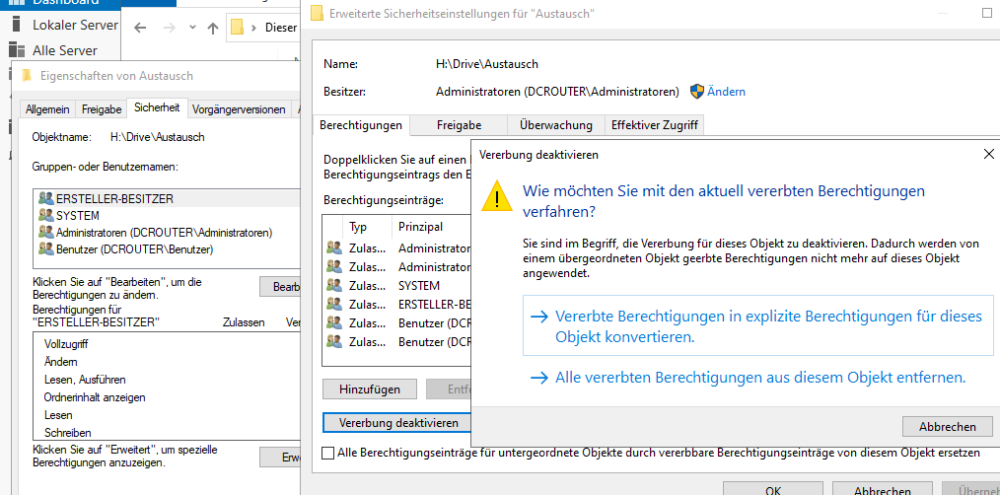 Dashboard
Lokaler Server
Alle Server
Dieser
Eigenschaften von Austausch
Allgemein
Freigabe
Sicherheit
Vorgängerversionen
Objektname: H:\Drive\Austausch
Gruppen- oder Benutzernamen:
ERSTELLER-BESITZER
SYSTEM
Administratoren (DCROUTER\Administratoren)
Benutzer (DCROUTER\Benutzer)
Klicken Sie auf "Bearbeiten", um die
Berechtigungen zu ändern.
Bearb
Berechtigungen für
"ERSTELLER-BESITZER" Zulassen Ver
Vollzugriff
Ändern
Lesen, Ausführen
Ordnerinhalt anzeigen
Lesen
Schreiben
Klicken Sie auf "Erweitert", um spezielle
Berechtigungen anzuzeigen.
Erw
Erweiterte Sicherheitseinstellungen für "Austausch"
Name: H:\Drive\Austausch
Besitzer: Administratoren (DCROUTER\Administratoren) Ändern
Berechtigungen
Freigabe
Überwachung
Effektiver Zugriff
Doppelklicken Sie auf einen
Berechtigungseintrags den E
Berechtigungseinträge:
Typ Prinzipal
Zulas... Administrator
Zulas... Administrator
Zulas... SYSTEM
Zulas... ERSTELLER-BE
Zulas... Benutzer (DCR
Zulas... Benutzer (DCR
Hinzufügen
Entf
Vererbung deaktivieren
Alle Berechtigungseinträge für untergeordnete Objekte durch vererbbare Berechtigungseinträge von diesem Objekt ersetzen
OK
Abbrechen
Überneh
Vererbung deaktivieren
Wie möchten Sie mit den aktuell vererbten Berechtigungen
verfahren?
Sie sind im Begriff, die Vererbung für dieses Objekt zu deaktivieren. Dadurch werden von
einem übergeordneten Objekt geerbte Berechtigungen nicht mehr auf dieses Objekt
angewendet.
Vererbte Berechtigungen in explizite Berechtigungen für dieses
Objekt konvertieren.
Alle vererbten Berechtigungen aus diesem Objekt entfernen.
Abbrechen